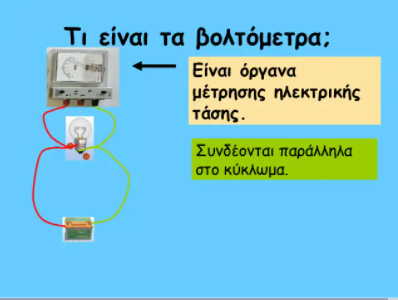 Τι είναι τα βολτόμετρα;
Είναι όργανα
μέτρησης ηλεκτρικής
τάσης.
Συνδέονται παράλληλα
στο κύκλωμα.